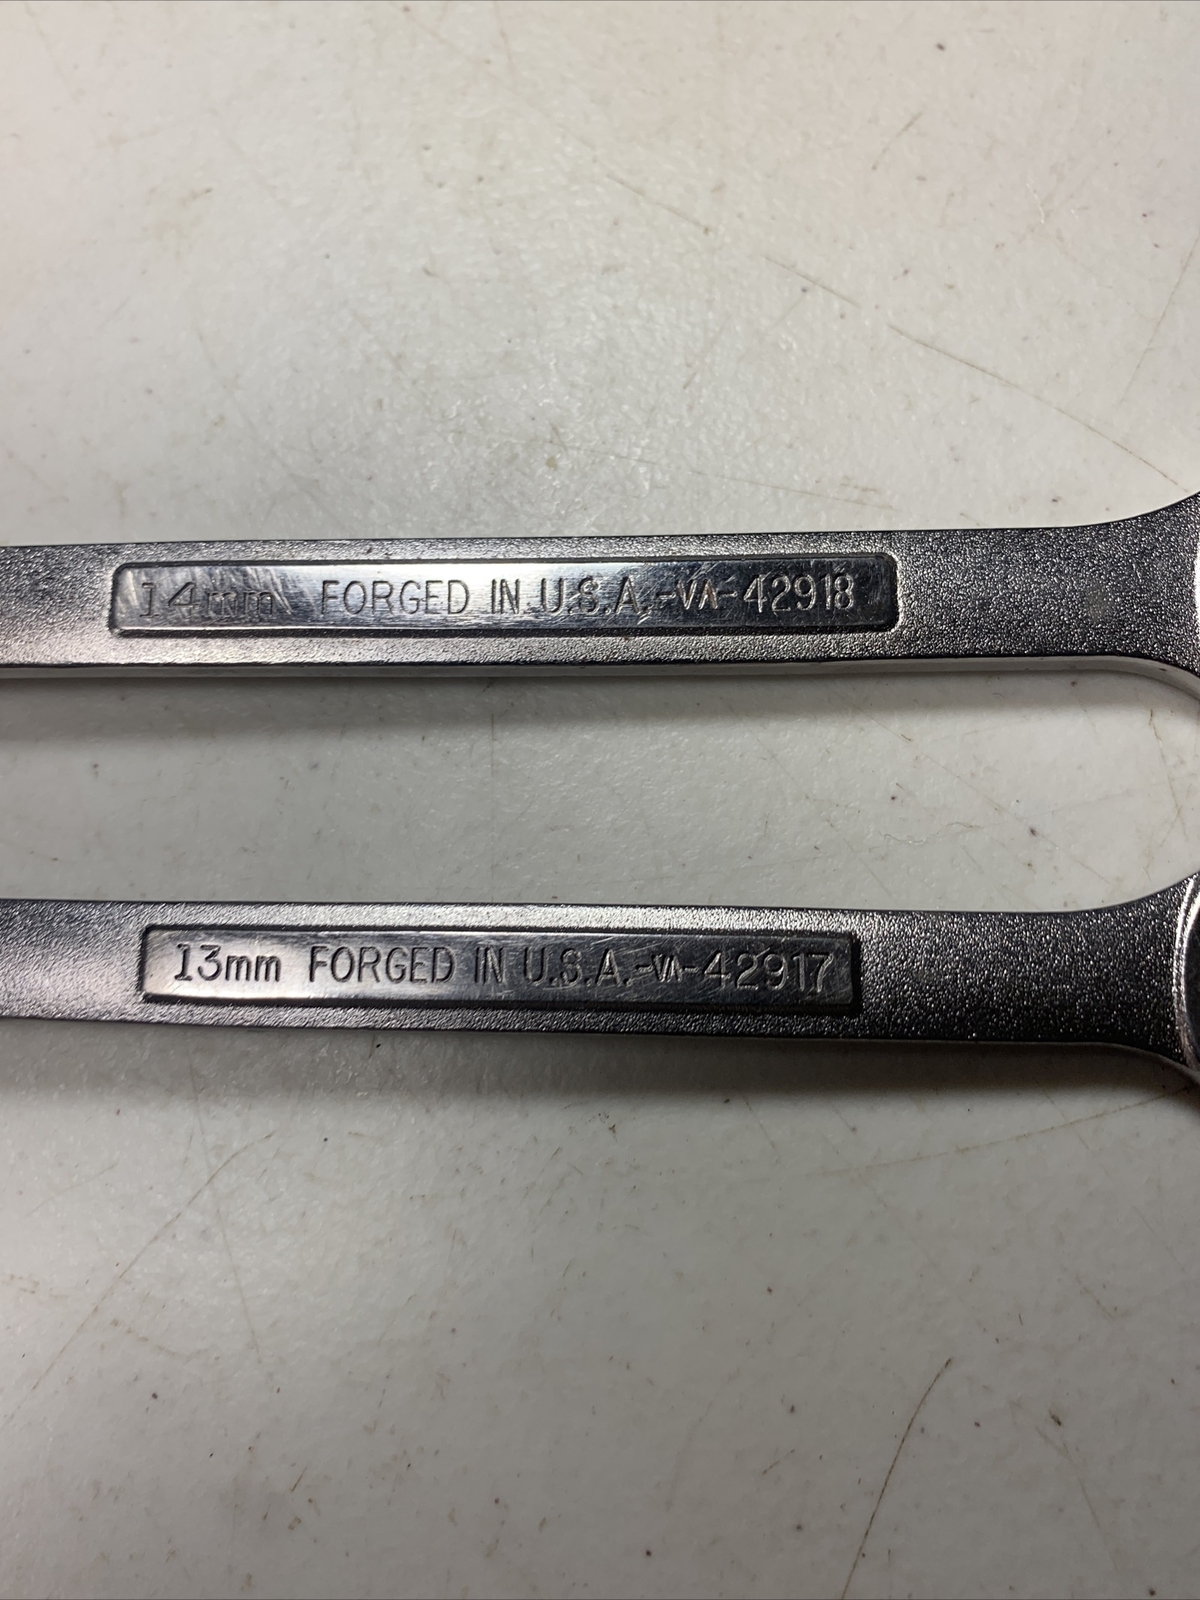 14mm FORGED IN U.S.A.-VA-42918
13mm FORGED IN U.S.A.-VA-42917